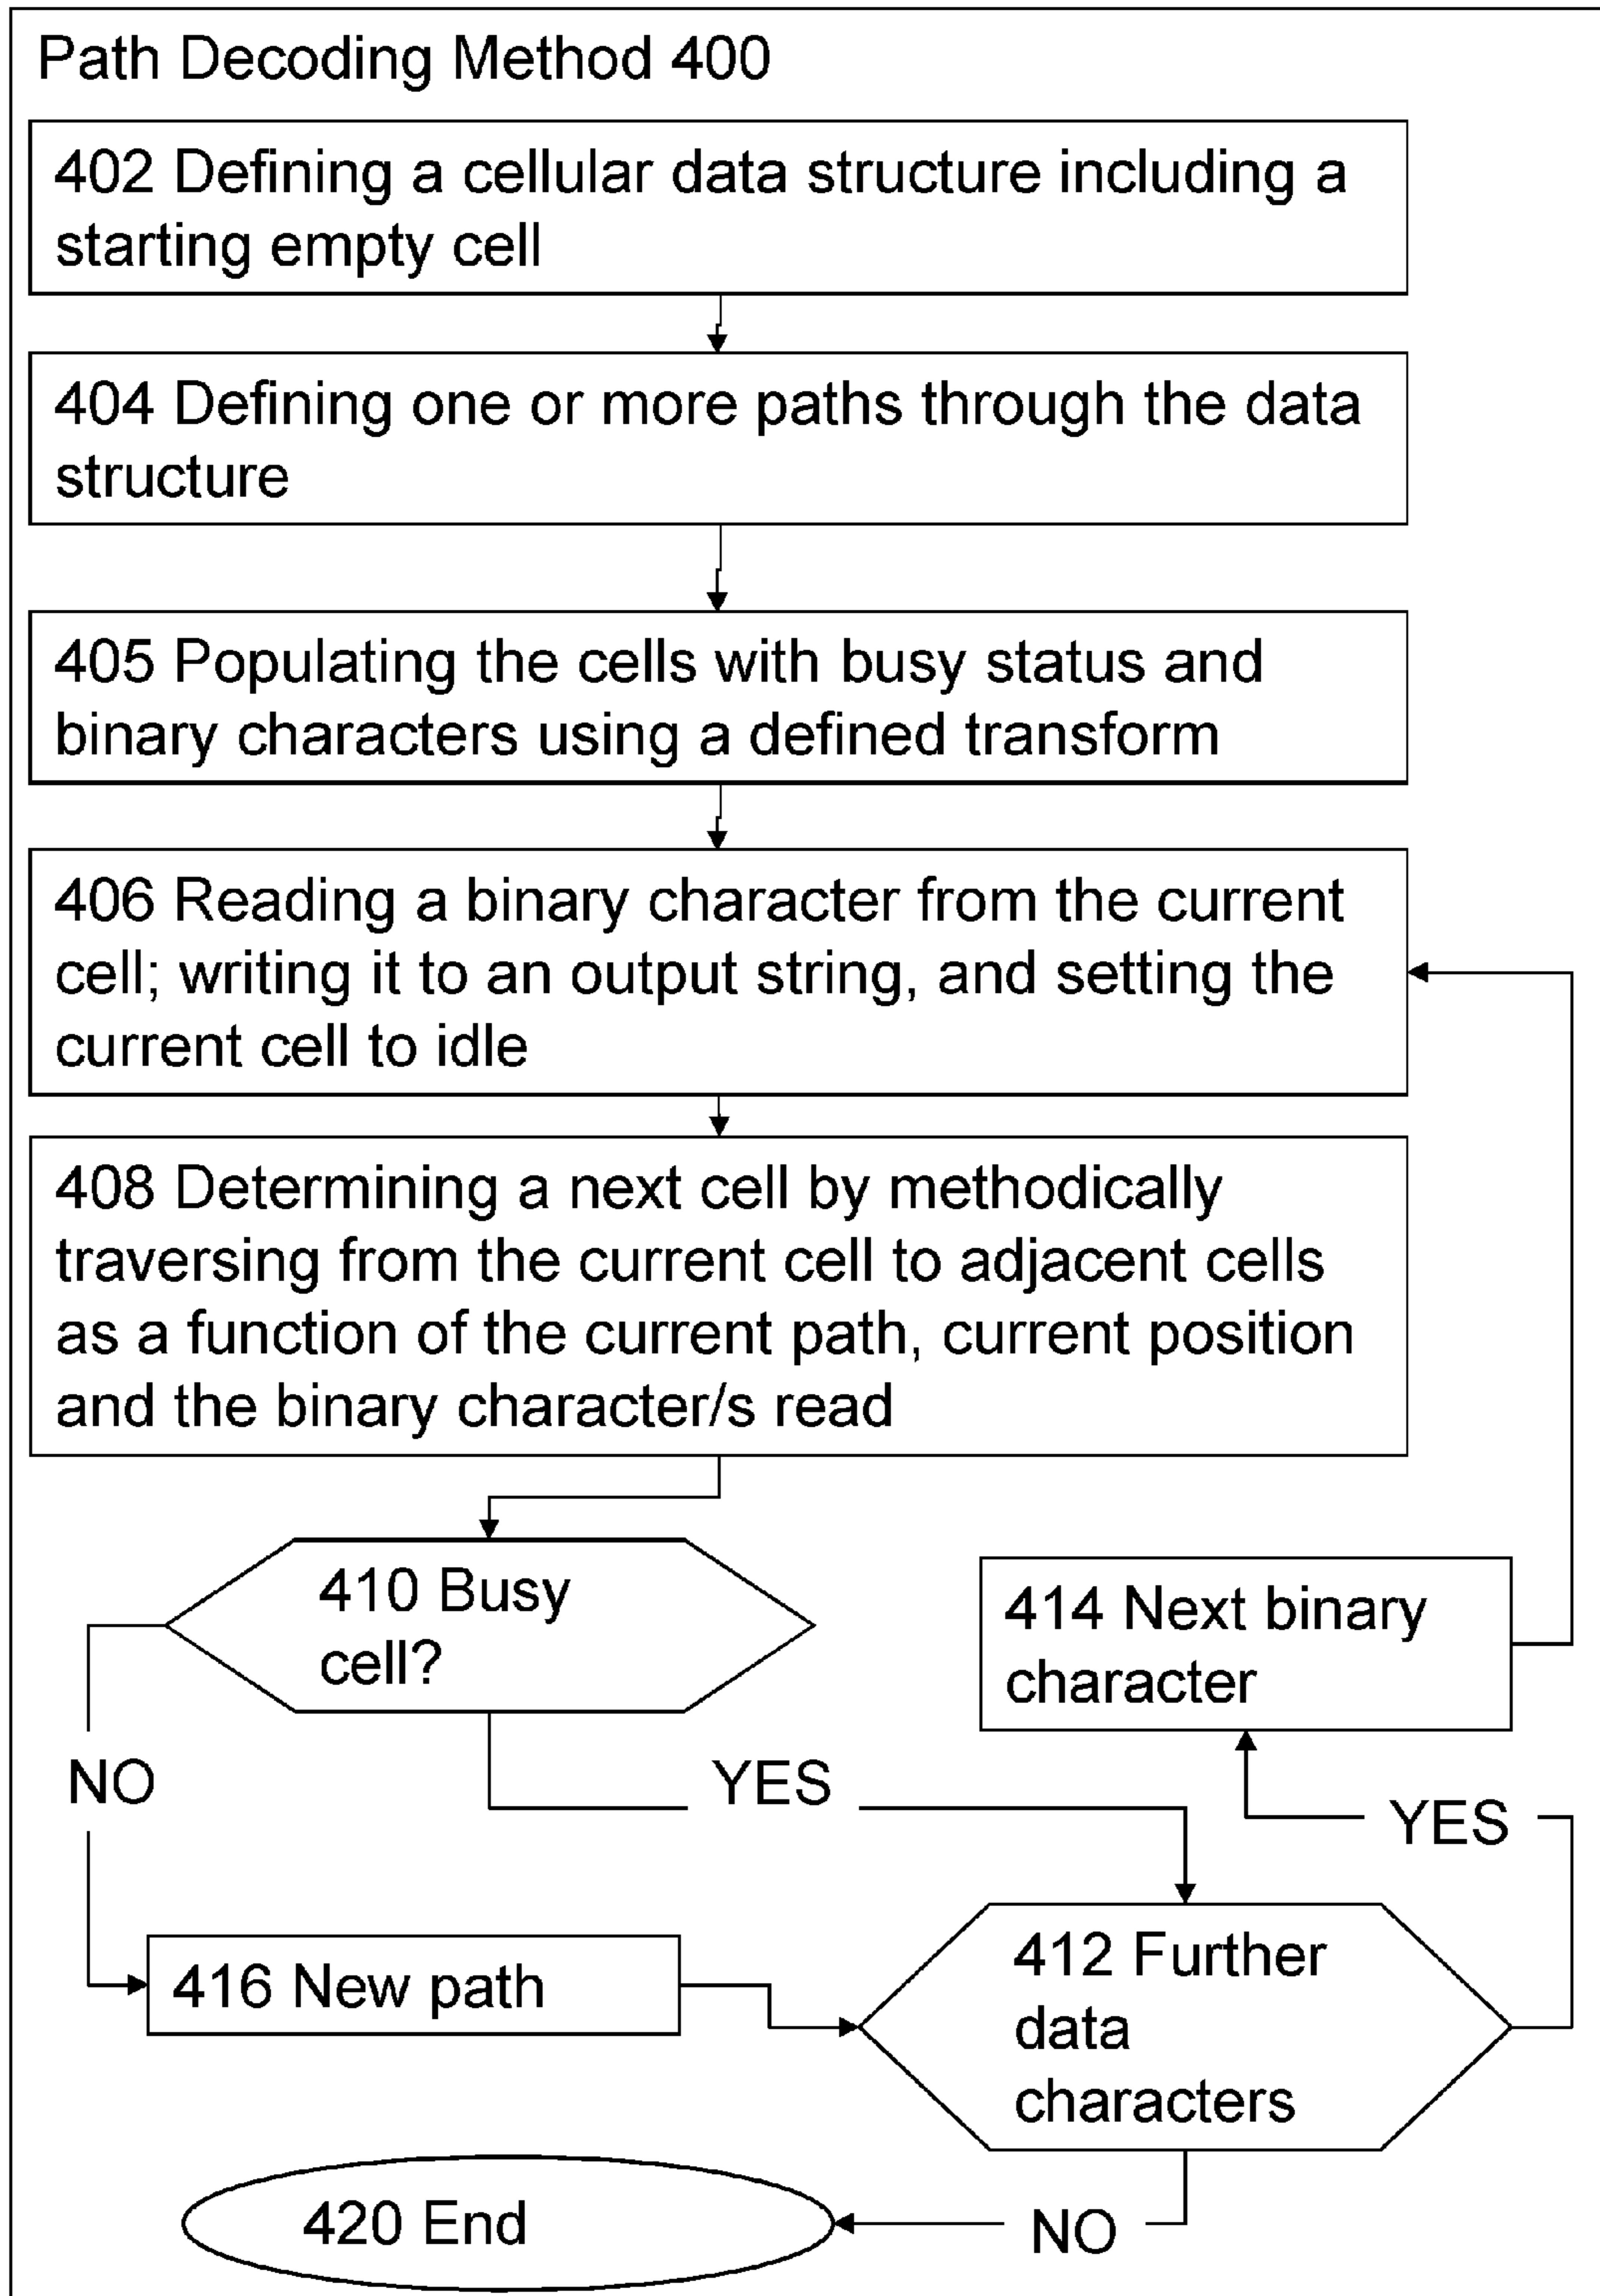 Path Decoding Method 400
402 Defining a cellular data structure including a
starting empty cell
404 Defining one or more paths through the data
structure
405 Populating the cells with busy status and
binary characters using a defined transform
406 Reading a binary character from the current
cell; writing it to an output string, and setting the
current cell to idle
408 Determining a next cell by methodically
traversing from the current cell to adjacent cells
as a function of the current path, current position
and the binary character/s read
410 Busy
cell?
414 Next binary
character
NO
YES
YES
416 New path
412 Further
data
characters
420 End
NO